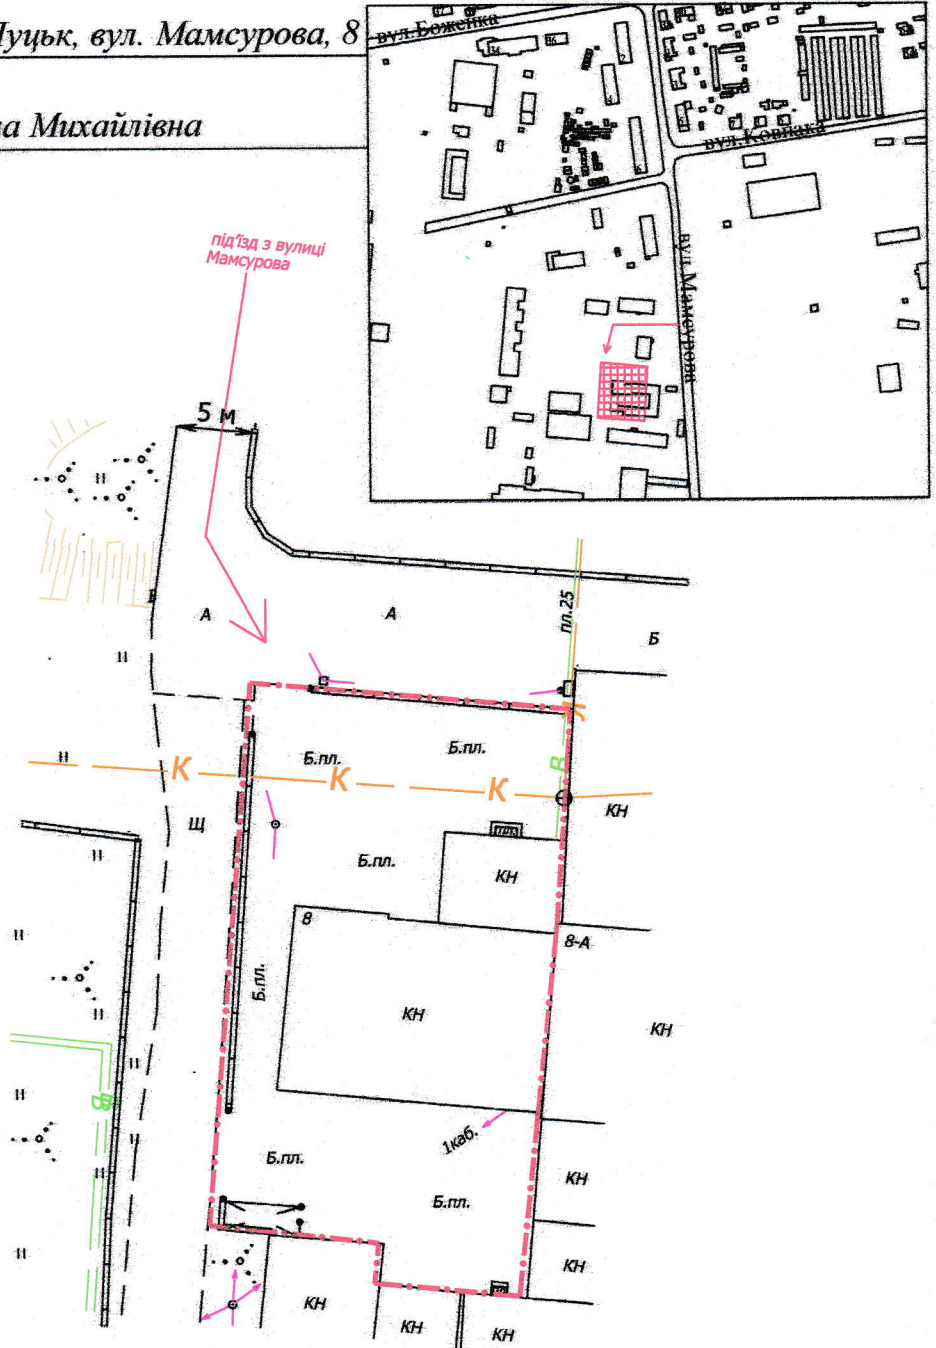 Луцьк, вул. Мамсурова, 8
Михайлівна
вул.Боженка
вул.Ковпака
вул.Мамсурова
під'їзд з вулиці
Мамсурова
5 м
А
А
пл.25
Б
К
К
К
Л
В
Б.пл.
Б.пл.
КН
Щ
Б.пл.
КН
8
8-А
Б.пл.
КН
КН
В
1каб.
Б.пл.
Б.пл.
КН
КН
КН
КН
КН